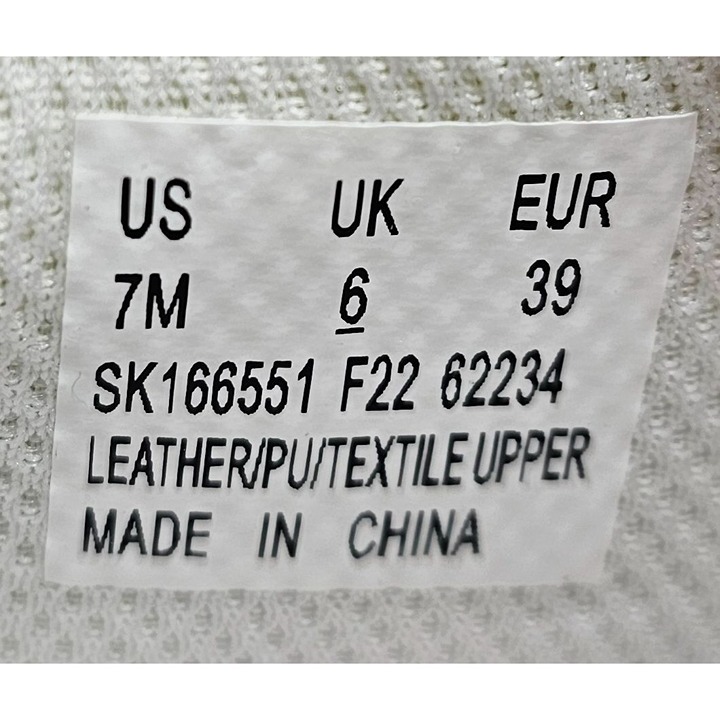 US UK EUR
7M 6 39
SK166551 F22 62234
LEATHER/PU/TEXTILE UPPER
MADE IN CHINA